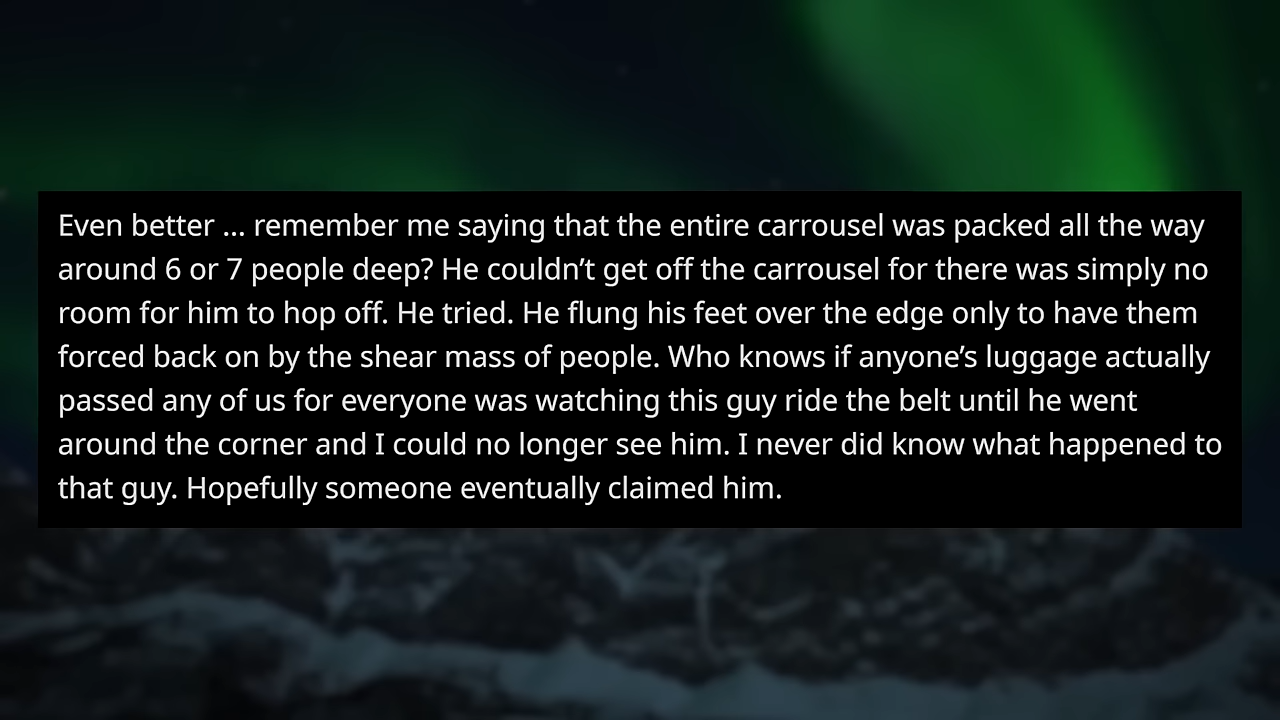 Even better ... remember me saying that the entire carrousel was packed all the way
around 6 or 7 people deep? He couldn’t get off the carrousel for there was simply no
room for him to hop off. He tried. He flung his feet over the edge only to have them
forced back on by the shear mass of people. Who knows if anyone’s luggage actually
passed any of us for everyone was watching this guy ride the belt until he went
around the corner and I could no longer see him. I never did know what happened to
that guy. Hopefully someone eventually claimed him.